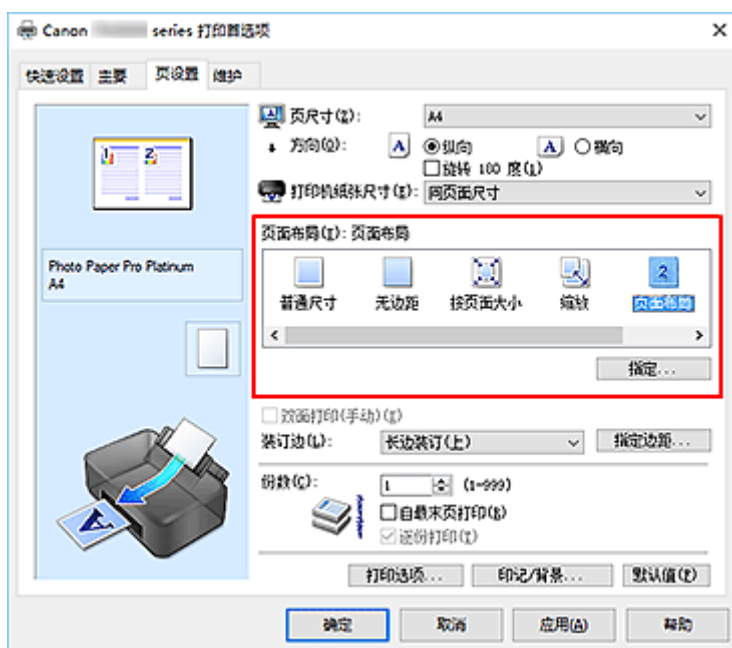 Canon series 打印首选项
快速设置 主要 页设置 维护
页尺寸(Z): A4
方向(O): A 纵向 A 横向
旋转 180 度(1)
打印机纸张尺寸(E): 同页面尺寸
1 2
页面布局(I): 页面布局
Photo Paper Pro Platinum
A4
2
普通尺寸 无边距 按页面大小 缩放 页面布局
指定...
双面打印(手动)(X)
装订边(L): 长边装订(上) 指定边距...
份数(C): 1 (1-999)
自最末页打印(R)
逐份打印(T)
A
打印选项... 印记/背景... 默认值(F)
确定 取消 应用(A) 帮助